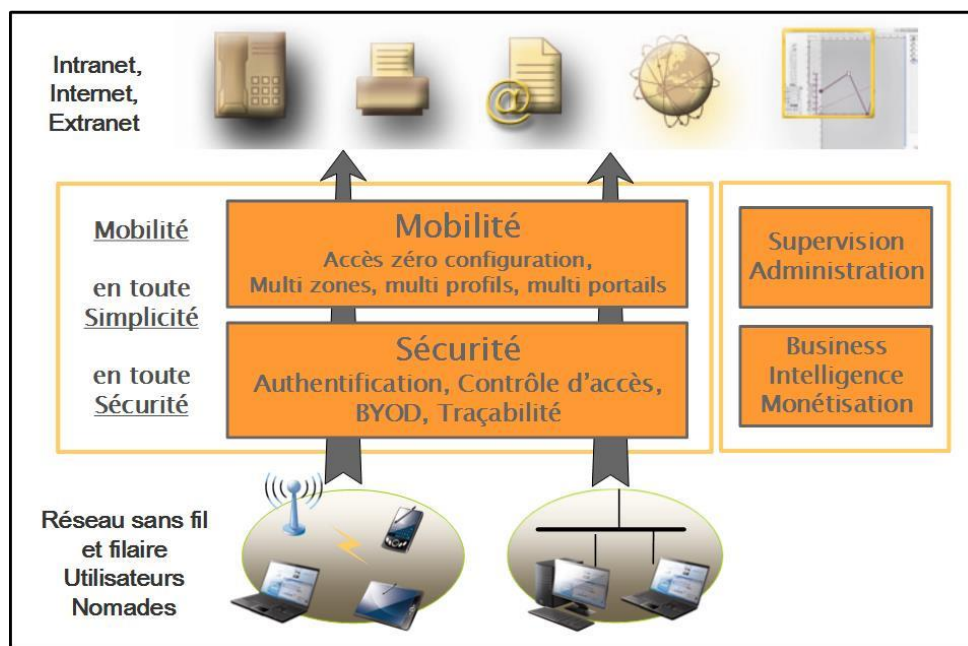 Intranet,
Internet,
Extranet
@
Mobilité
en toute
Simplicité
en toute
Sécurité
Mobilité
Accès zéro configuration,
Multi zones, multi profils, multi portails
Sécurité
Authentification, Contrôle d'accès,
BYOD, Traçabilité
Supervision
Administration
Business
Intelligence
Monétisation
Réseau sans fil
et filaire
Utilisateurs
Nomades